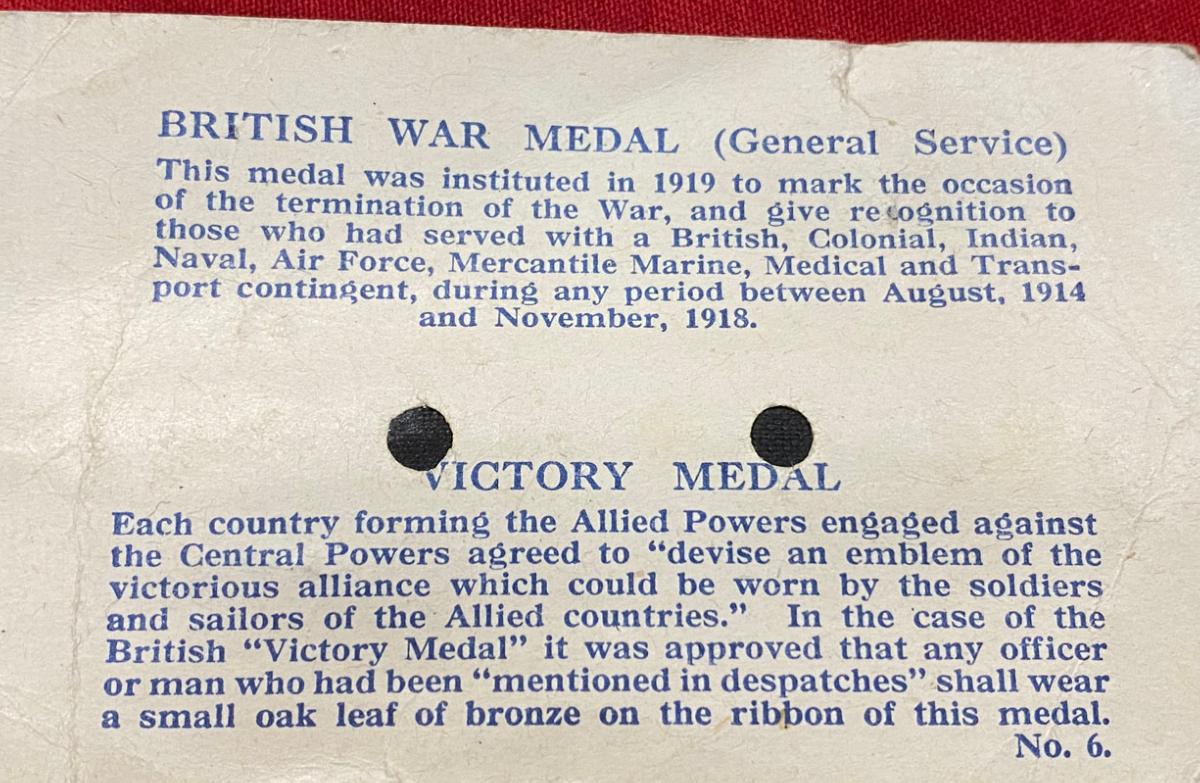 BRITISH WAR MEDAL (General Service)
This medal was instituted in 1919 to mark the occasion
of the termination of the War, and give recognition to
those who had served with a British, Colonial, Indian,
Naval, Air Force, Mercantile Marine, Medical and Trans-
port contingent, during any period between August, 1914
and November, 1918.
VICTORY MEDAL
Each country forming the Allied Powers engaged against
the Central Powers agreed to “devise an emblem of the
victorious alliance which could be worn by the soldiers
and sailors of the Allied countries.” In the case of the
British “Victory Medal” it was approved that any officer
or man who had been “mentioned in despatches” shall wear
a small oak leaf of bronze on the ribbon of this medal.
No. 6.